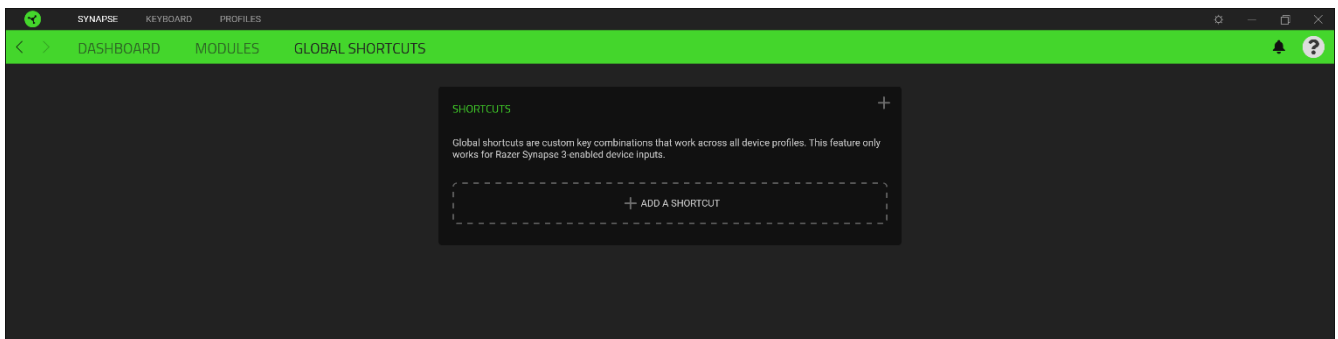 SYNAPSE KEYBOARD PROFILES
DASHBOARD MODULES GLOBAL SHORTCUTS
SHORTCUTS
Global shortcuts are custom key combinations that work across all device profiles. This feature only
works for Razer Synapse 3-enabled device inputs.
ADD A SHORTCUT